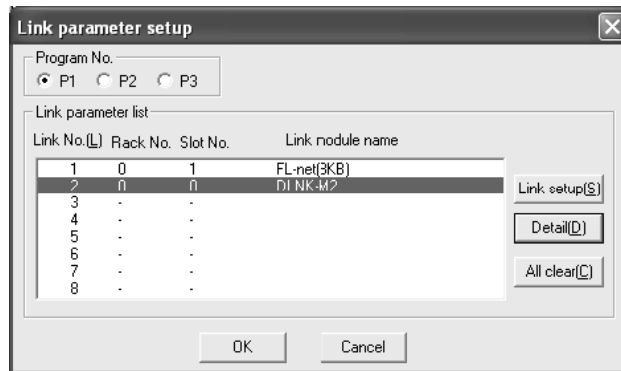 Link parameter setup
Program No.
P1 P2 P3
Link parameter list
Link No.(L) Rack No. Slot No. Link module name
1 0 1 FL-net(8KB)
2 0 0 DLNK-M2
3 - -
4 - -
5 - -
6 - -
7 - -
8 - -
Link setup(S)
Detail(D)
All clear(C)
OK Cancel